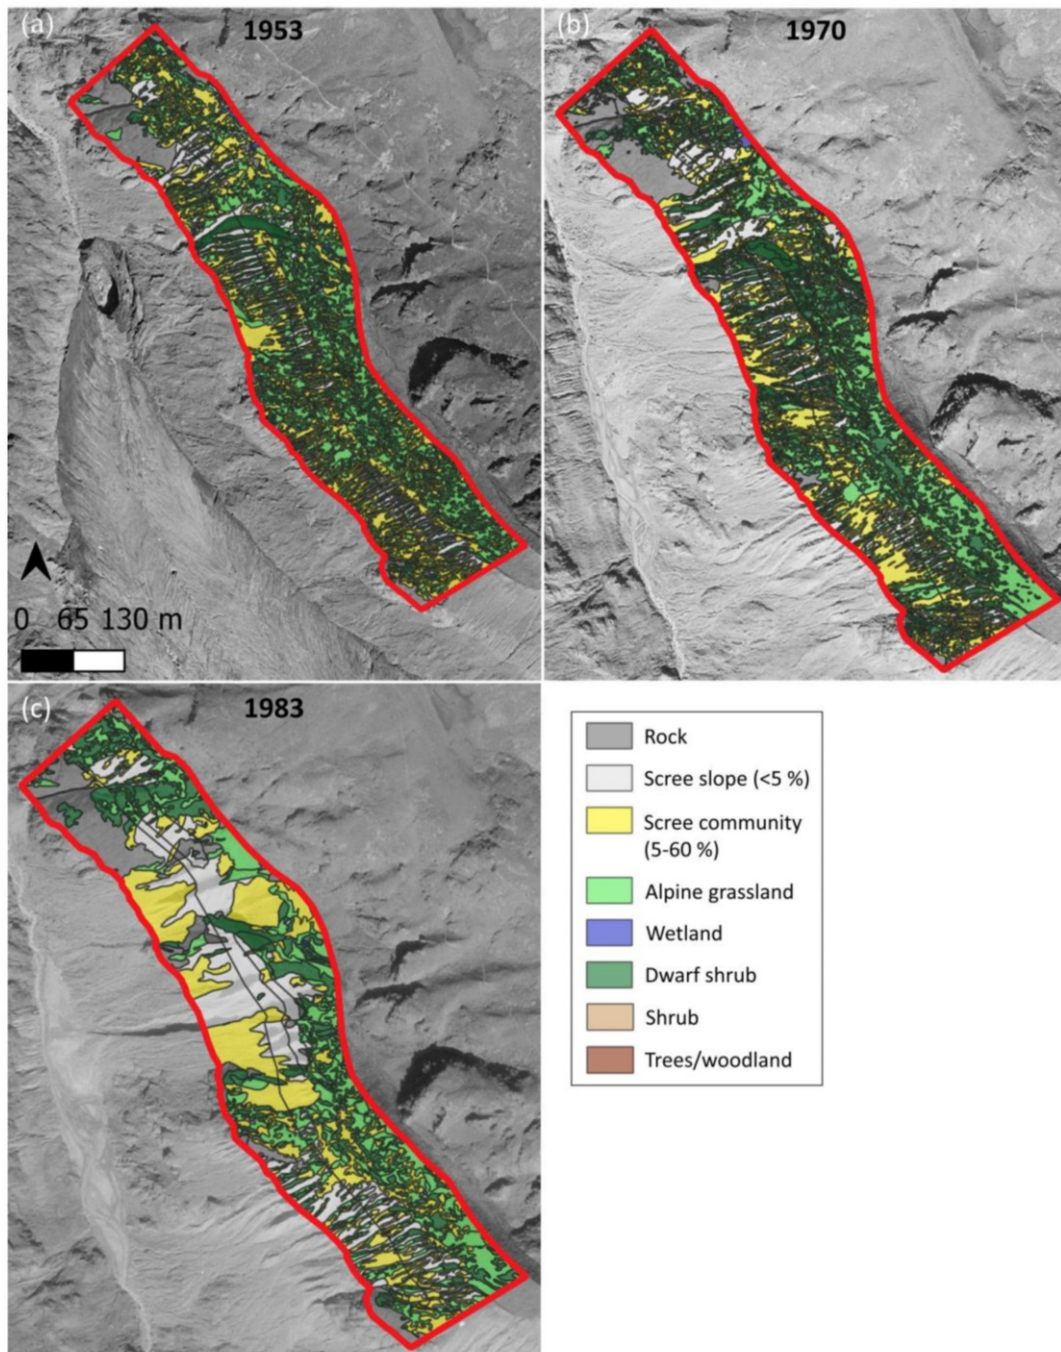 (a)
1953
(b)
1970
0 65 130 m
(c)
1983
Rock
Scree slope (<5 %)
Scree community
(5-60 %)
Alpine grassland
Wetland
Dwarf shrub
Shrub
Trees/woodland